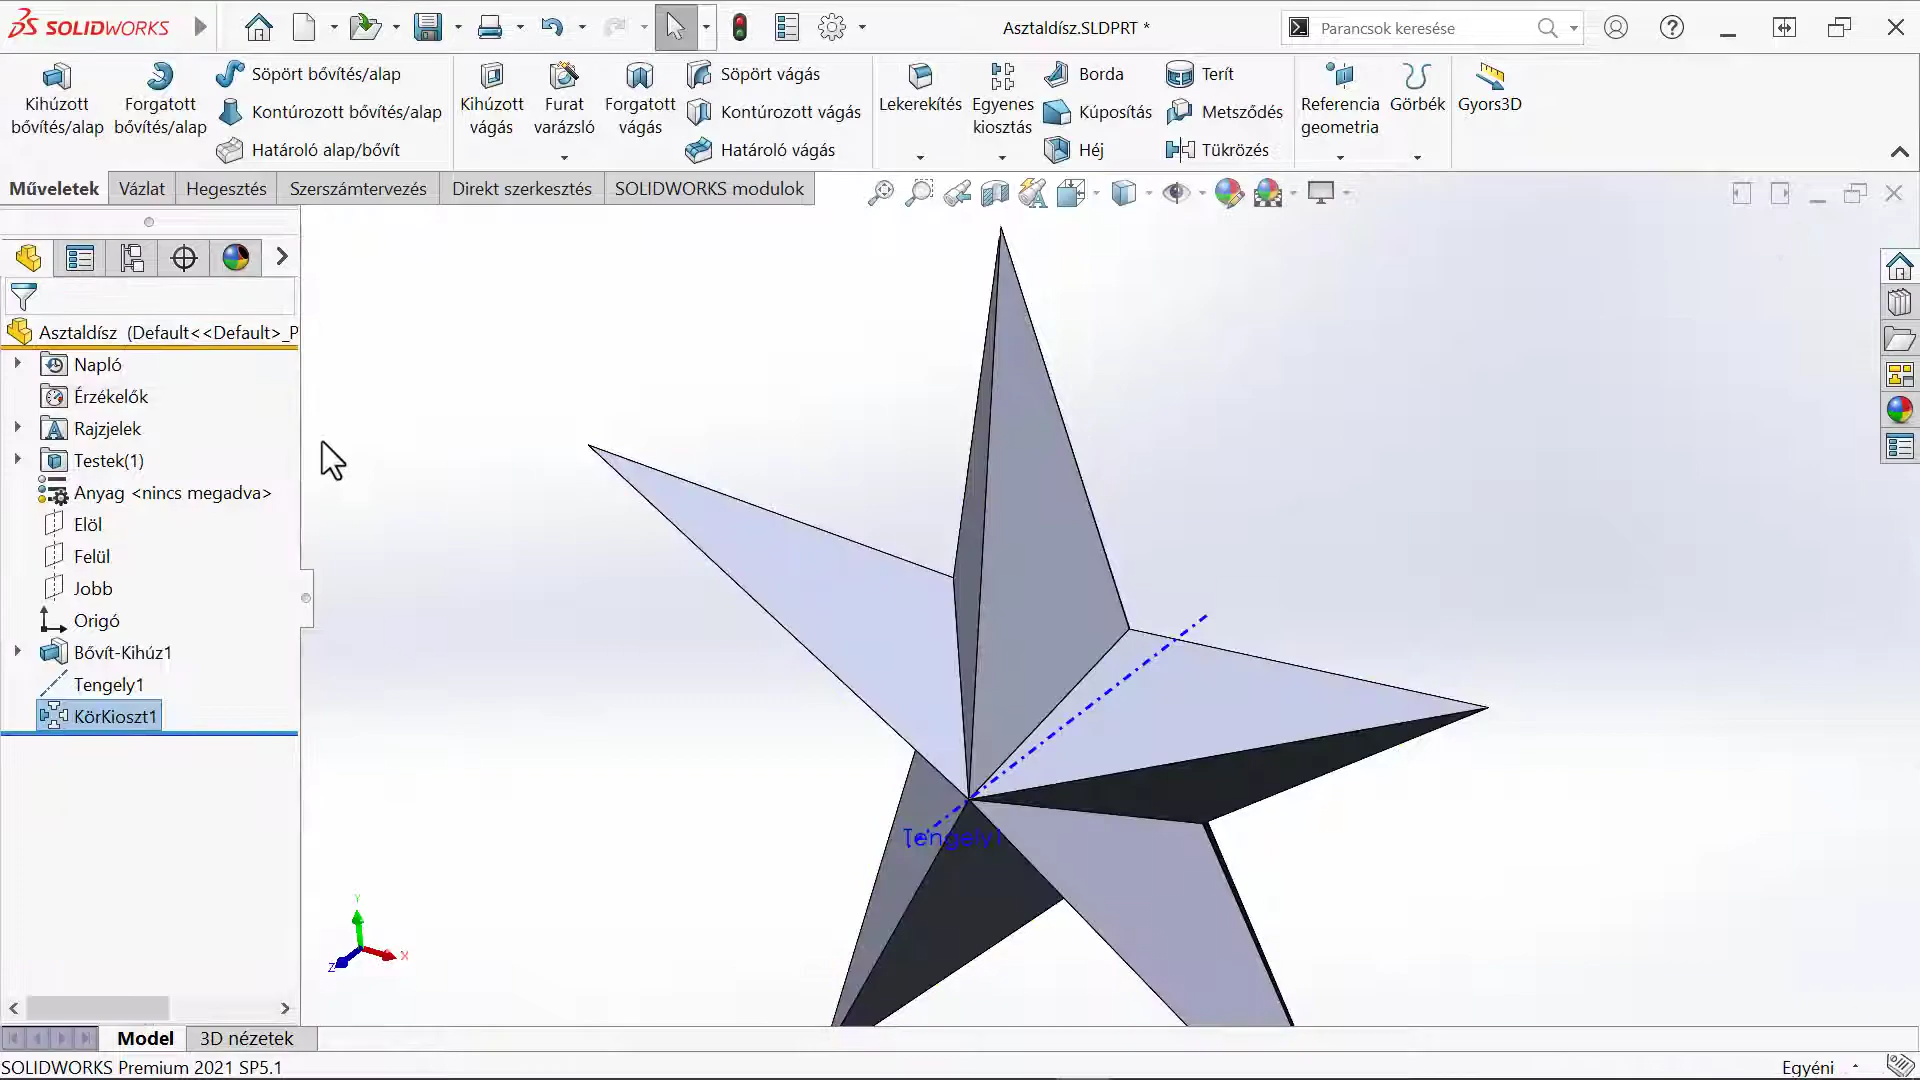 SOLIDWORKS
Asztaldísz.SLDPRT *
Parancsok keresése
Kihúzott bővítés/alap
Forgatott bővítés/alap
Söpört bővítés/alap
Kontúrozott bővítés/alap
Határoló alap/bővít
Kihúzott vágás
Furat varázsló
Forgatott vágás
Söpört vágás
Kontúrozott vágás
Határoló vágás
Lekerekítés
Egyenes kiosztás
Borda
Kúposítás
Héj
Terít
Metsződés
Tükrözés
Referencia geometria
Görbék
Gyors3D
Műveletek
Vázlat
Hegesztés
Szerszámtervezés
Direkt szerkesztés
SOLIDWORKS modulok
Asztaldísz (Default<<Default>_P
Napló
Érzékelők
Rajzjelek
Testek(1)
Anyag <nincs megadva>
Elöl
Felül
Jobb
Origó
Bővít-Kihúz1
Tengely1
KörKioszt1
Tengely1
Y
X
Z
Model
3D nézetek
SOLIDWORKS Premium 2021 SP5.1
Egyéni